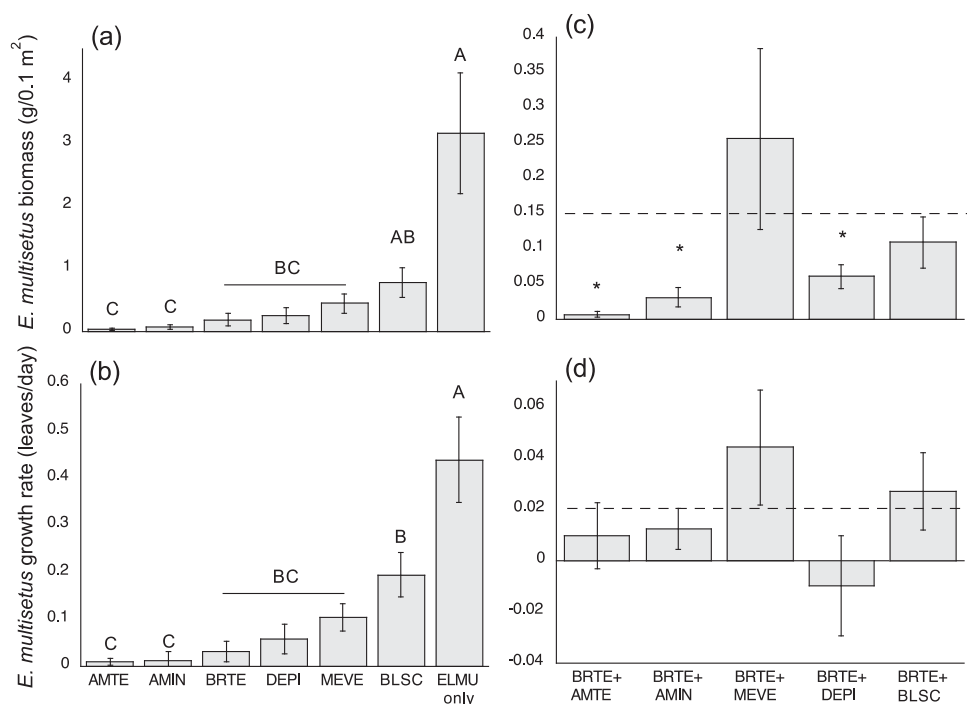 (a)
E. multisetus biomass (g/0.1 m²)
4
3
2
1
0
C
C
BC
AB
A
(c)
0.4
0.35
0.3
0.25
0.2
0.15
0.1
0.05
0
*
*
*
(b)
E. multisetus growth rate (leaves/day)
0.6
0.5
0.4
0.3
0.2
0.1
0
C
C
BC
B
A
AMTE
AMIN
BRTE
DEPI
MEVE
BLSC
ELMU
only
(d)
0.06
0.04
0.02
0
-0.02
-0.04
BRTE+
AMTE
BRTE+
AMIN
BRTE+
MEVE
BRTE+
DEPI
BRTE+
BLSC